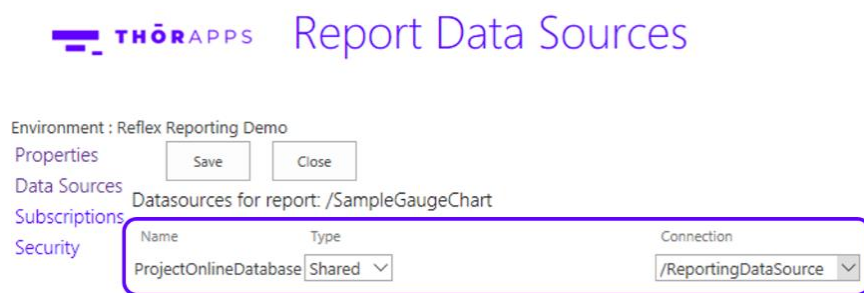 THŌRAPPS Report Data Sources
Environment : Reflex Reporting Demo
Properties Save Close
Data Sources
Datasources for report: /SampleGaugeChart
Subscriptions
Name Type Connection
Security
ProjectOnlineDatabase Shared /ReportingDataSource